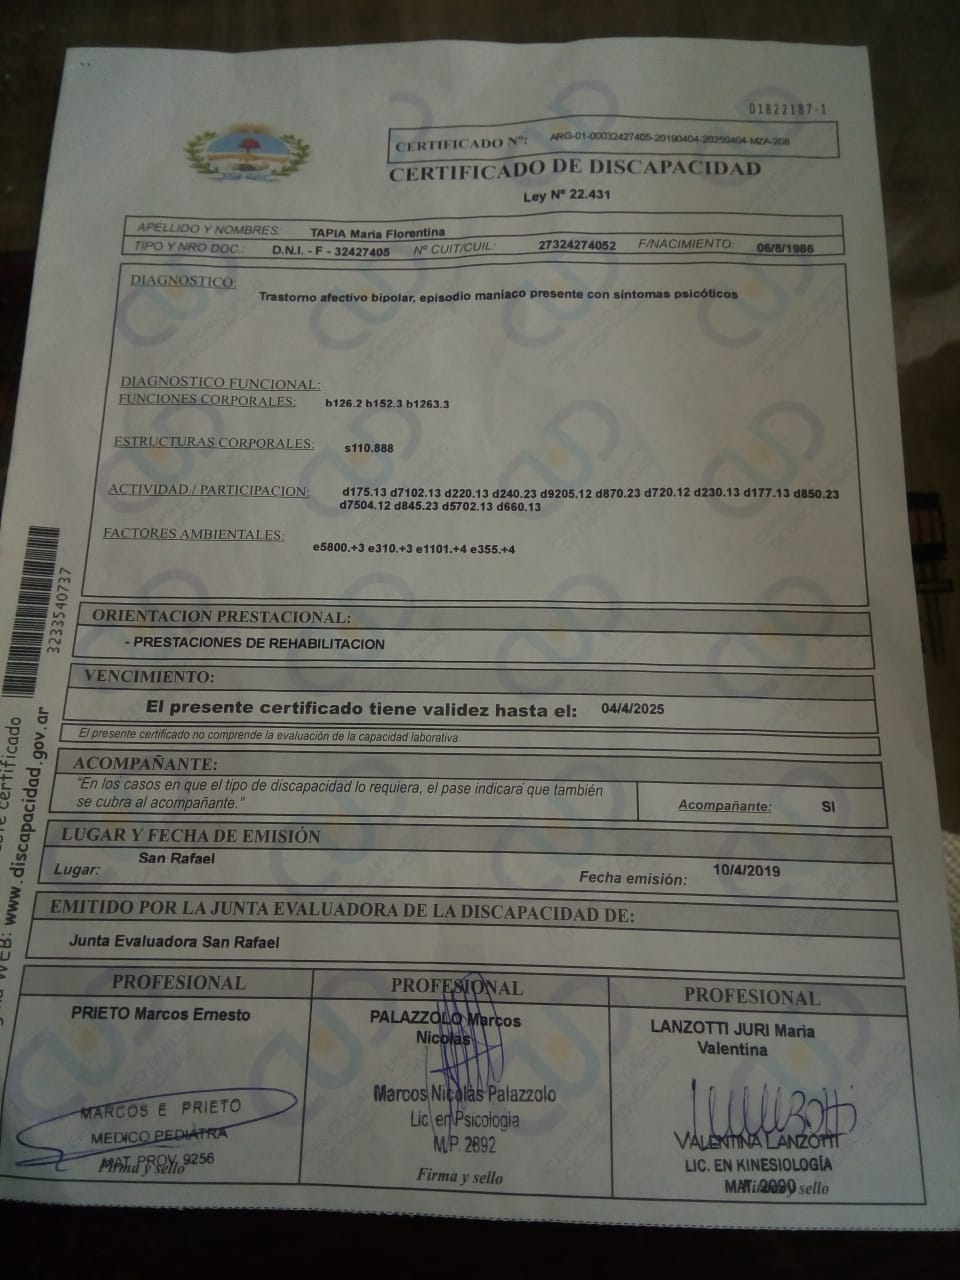 01822187-1
CERTIFICADO Nº: ARG-01-00032427405-20190404-20250404-MZA-206
CERTIFICADO DE DISCAPACIDAD
Ley Nº 22.431
APELLIDO Y NOMBRES: TAPIA Maria Florentina
TIPO Y NRO DOC.: D.N.I. - F - 32427405 Nº CUIT/CUIL: 27324274052 F/NACIMIENTO: 06/8/1986
DIAGNOSTICO:
Trastorno afectivo bipolar, episodio maníaco presente con síntomas psicóticos
DIAGNOSTICO FUNCIONAL:
FUNCIONES CORPORALES: b126.2 b152.3 b1263.3
ESTRUCTURAS CORPORALES: s110.888
ACTIVIDAD / PARTICIPACION: d175.13 d7102.13 d220.13 d240.23 d9205.12 d870.23 d720.12 d230.13 d177.13 d850.23
d7504.12 d845.23 d5702.13 d660.13
FACTORES AMBIENTALES:
e5800.+3 e310.+3 e1101.+4 e355.+4
ORIENTACION PRESTACIONAL:
- PRESTACIONES DE REHABILITACION
VENCIMIENTO:
El presente certificado tiene validez hasta el: 04/4/2025
El presente certificado no comprende la evaluación de la capacidad laborativa.
ACOMPAÑANTE:
"En los casos en que el tipo de discapacidad lo requiera, el pase indicará que también
se cubra al acompañante."
Acompañante: SI
LUGAR Y FECHA DE EMISIÓN
Lugar: San Rafael
Fecha emisión: 10/4/2019
EMITIDO POR LA JUNTA EVALUADORA DE LA DISCAPACIDAD DE:
Junta Evaluadora San Rafael
PROFESIONAL
PRIETO Marcos Ernesto
MARCOS E PRIETO
MEDICO PEDIATRA
MAT. PROV. 9256
Firma y sello
PROFESIONAL
PALAZZOLO Marcos
Nicolas
Marcos Nicolás Palazzolo
Lic. en Psicologia
M.P. 2892
Firma y sello
PROFESIONAL
LANZOTTI JURI Maria
Valentina
VALENTINA LANZOTTI
LIC. EN KINESIOLOGÍA
sello
3233540737
certificado
WEB: www.discapacidad.gov.ar